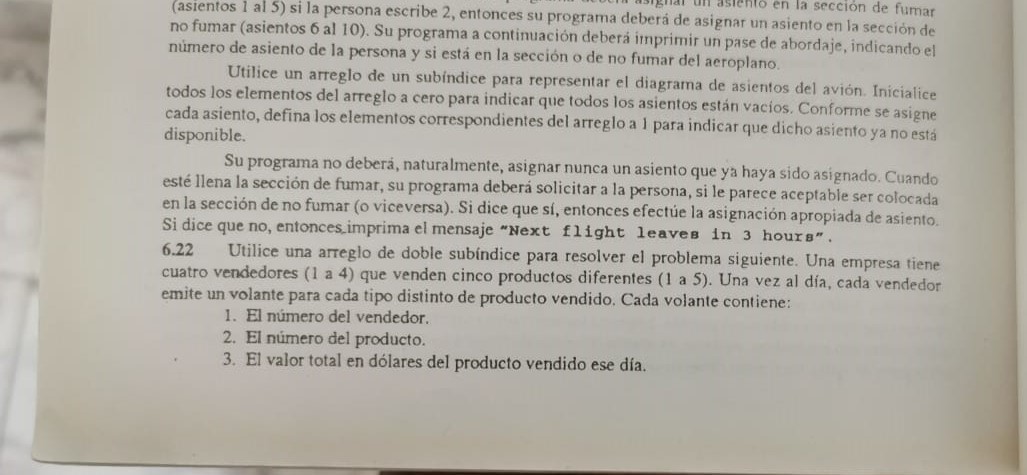 asignar un asiento en la sección de fumar
(asientos 1 al 5) si la persona escribe 2, entonces su programa deberá de asignar un asiento en la sección de
no fumar (asientos 6 al 10). Su programa a continuación deberá imprimir un pase de abordaje, indicando el
número de asiento de la persona y si está en la sección o de no fumar del aeroplano.
Utilice un arreglo de un subíndice para representar el diagrama de asientos del avión. Inicialice
todos los elementos del arreglo a cero para indicar que todos los asientos están vacíos. Conforme se asigne
cada asiento, defina los elementos correspondientes del arreglo a 1 para indicar que dicho asiento ya no está
disponible.
Su programa no deberá, naturalmente, asignar nunca un asiento que ya haya sido asignado. Cuando
esté llena la sección de fumar, su programa deberá solicitar a la persona, si le parece aceptable ser colocada
en la sección de no fumar (o viceversa). Si dice que sí, entonces efectúe la asignación apropiada de asiento.
Si dice que no, entonces imprima el mensaje "Next flight leaves in 3 hours".
6.22 Utilice una arreglo de doble subíndice para resolver el problema siguiente. Una empresa tiene
cuatro vendedores (1 a 4) que venden cinco productos diferentes (1 a 5). Una vez al día, cada vendedor
emite un volante para cada tipo distinto de producto vendido. Cada volante contiene:
1. El número del vendedor.
2. El número del producto.
3. El valor total en dólares del producto vendido ese día.